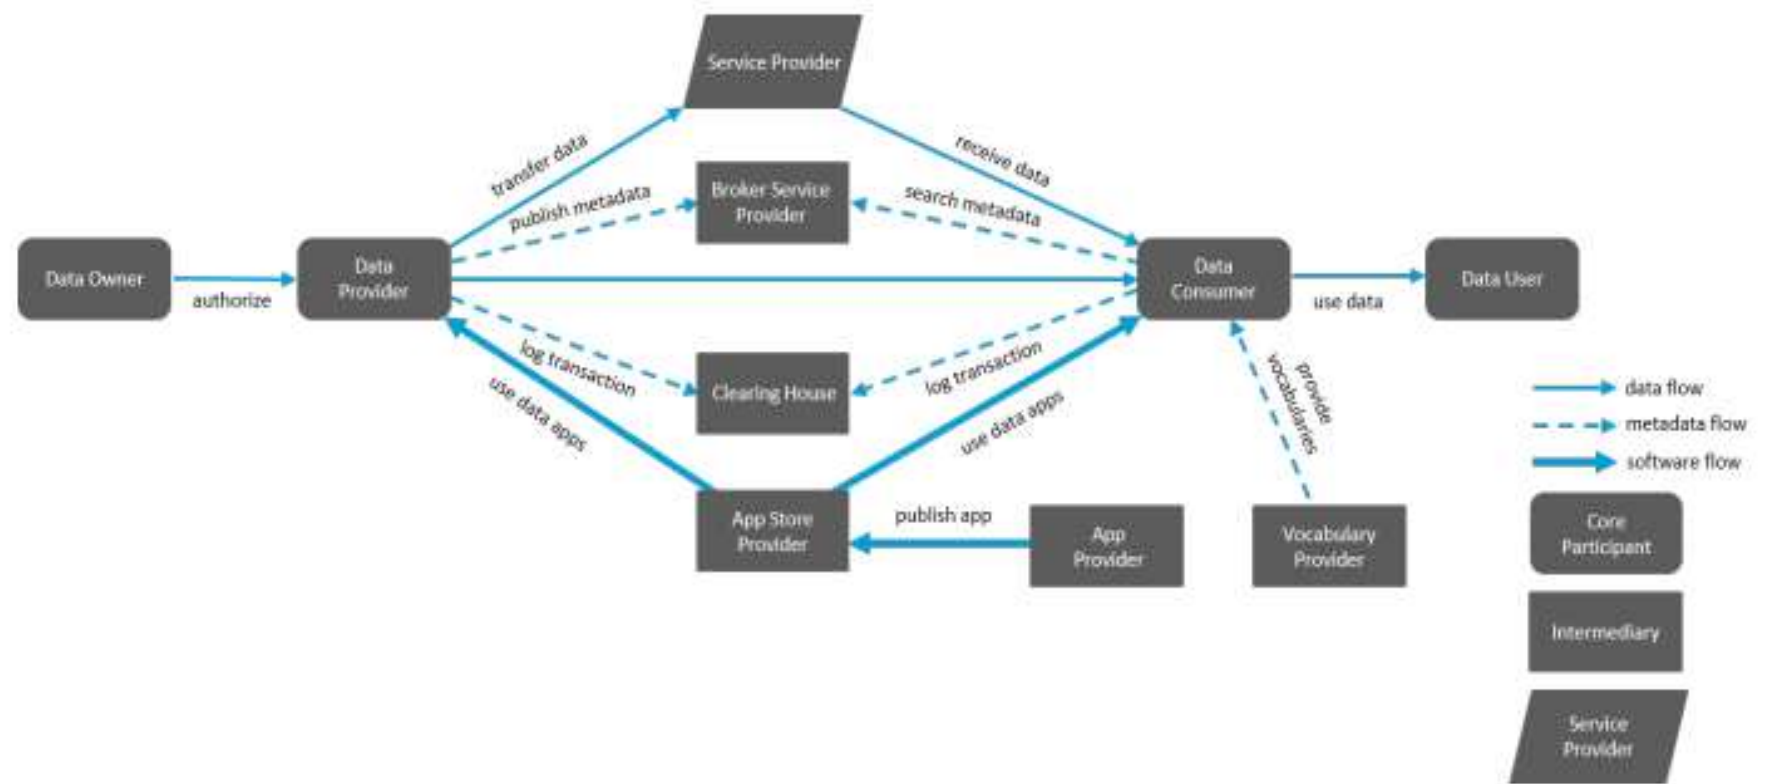 Service Provider
transfer data
receive data
publish metadata
Broker Service
Provider
search metadata
Data Owner
authorize
Data
Provider
Data
Consumer
use data
Data User
log transaction
use data apps
Clearing House
log transaction
use data apps
provide
vocabularies
App Store
Provider
publish app
App
Provider
Vocabulary
Provider
data flow
metadata flow
software flow
Core
Participant
Intermediary
Service
Provider